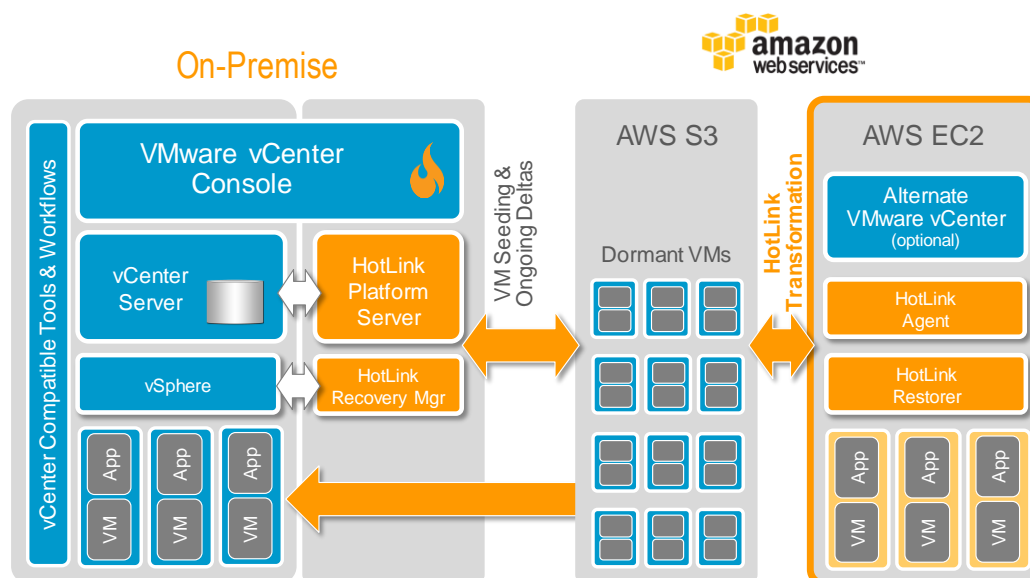 On-Premise
amazon
webservices™
vCenter Compatible Tools & Workflows
VMware vCenter
Console
vCenter
Server
HotLink
Platform
Server
vSphere
HotLink
Recovery Mgr
App
App
App
VM
VM
VM
VM Seeding &
Ongoing Deltas
AWS S3
Dormant VMs
HotLink
Transformation
AWS EC2
Alternate
VMware vCenter
(optional)
HotLink
Agent
HotLink
Restorer
App
App
App
VM
VM
VM